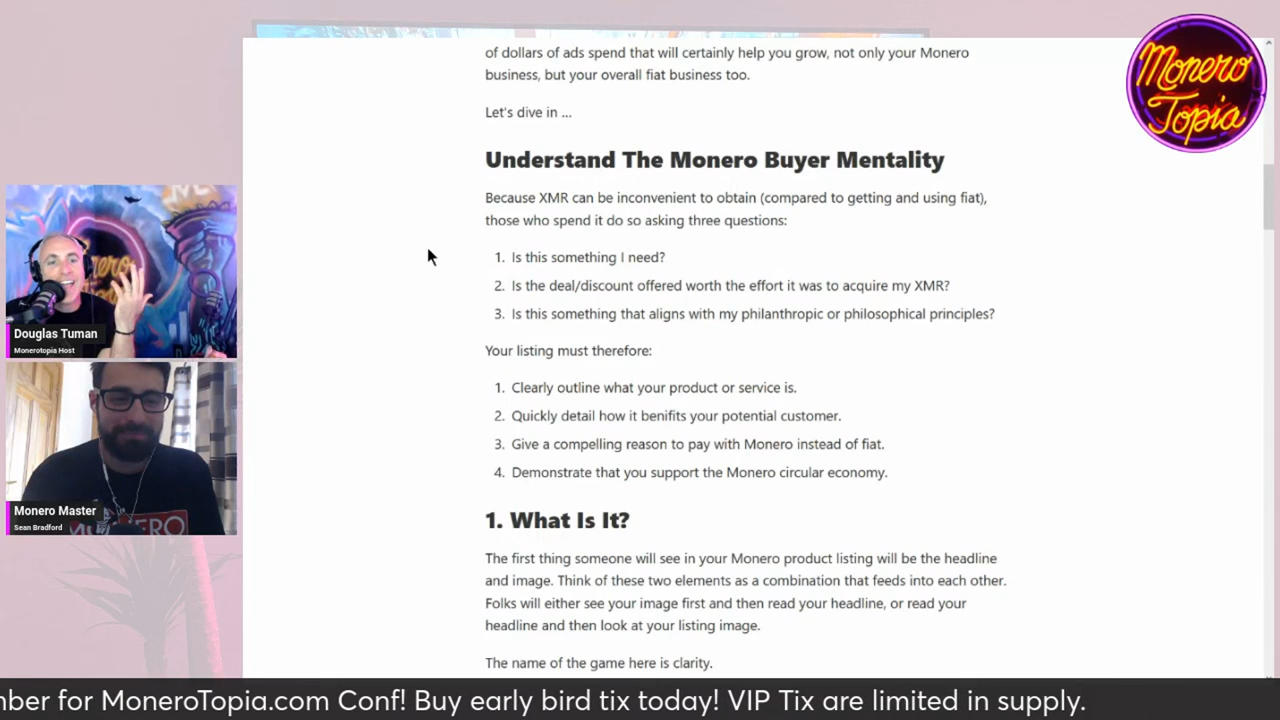 of dollars of ads spend that will certainly help you grow, not only your Monero
business, but your overall fiat business too.
Let's dive in ...
Understand The Monero Buyer Mentality
Because XMR can be inconvenient to obtain (compared to getting and using fiat),
those who spend it do so asking three questions:
1. Is this something I need?
2. Is the deal/discount offered worth the effort it was to acquire my XMR?
3. Is this something that aligns with my philanthropic or philosophical principles?
Your listing must therefore:
1. Clearly outline what your product or service is.
2. Quickly detail how it benifits your potential customer.
3. Give a compelling reason to pay with Monero instead of fiat.
4. Demonstrate that you support the Monero circular economy.
1. What Is It?
The first thing someone will see in your Monero product listing will be the headline
and image. Think of these two elements as a combination that feeds into each other.
Folks will either see your image first and then read your headline, or read your
headline and then look at your listing image.
The name of the game here is clarity.
Monero
Topia
Douglas Tuman
Monerotopia Host
Monero Master
Sean Bradford
mber for MoneroTopia.com Conf! Buy early bird tix today! VIP Tix are limited in supply.